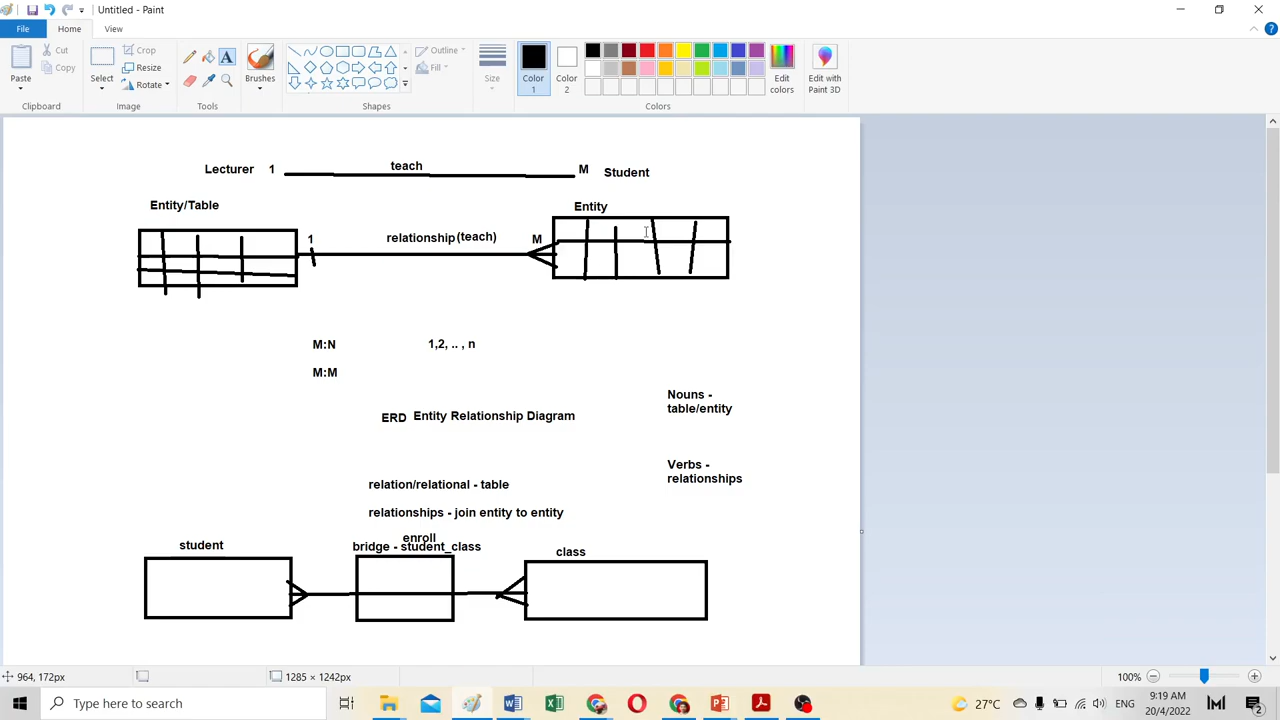 Untitled - Paint
File
Home
View
Paste
Cut
Copy
Clipboard
Select
Crop
Resize
Rotate
Image
Tools
Brushes
Shapes
Outline
Fill
Size
Color 1
Color 2
Edit colors
Colors
Edit with Paint 3D
Lecturer 1 teach M Student
Entity/Table
Entity
1 relationship (teach) M
M:N 1,2, .. , n
M:M
Nouns -
table/entity
ERD Entity Relationship Diagram
Verbs -
relationships
relation/relational - table
relationships - join entity to entity
enroll
student bridge - student_class class
964, 172px
1285 × 1242px
100%
Type here to search
27°C
ENG
9:19 AM
20/4/2022
2